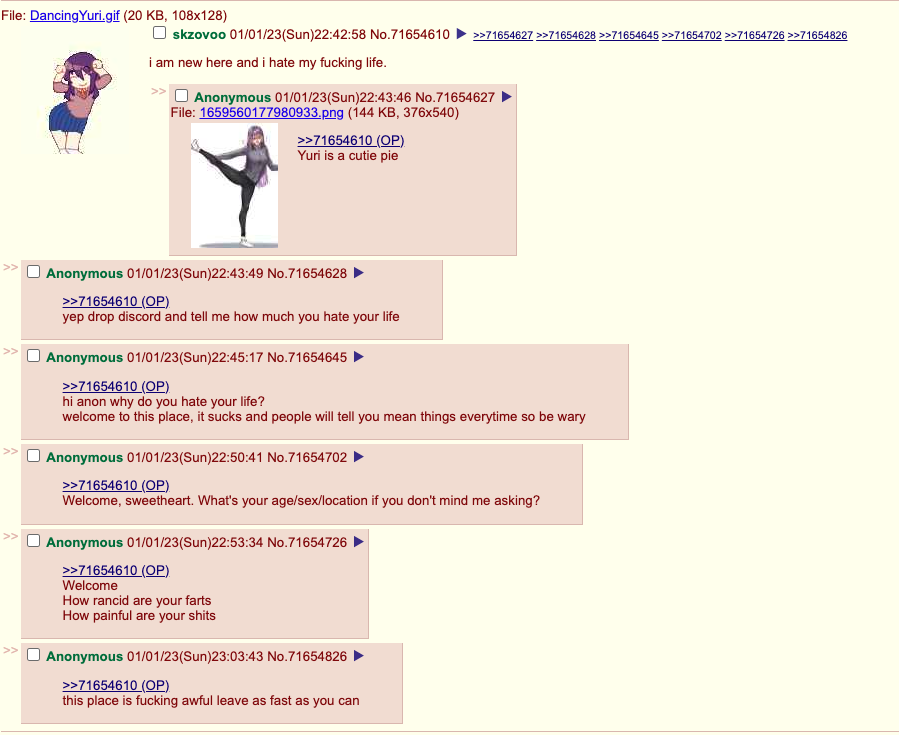 File: DancingYuri.gif (20 KB, 108x128)
skzovoo 01/01/23(Sun)22:42:58 No.71654610 ▶ >>71654627 >>71654628 >>71654645 >>71654702 >>71654726 >>71654826
i am new here and i hate my fucking life.
>> Anonymous 01/01/23(Sun)22:43:46 No.71654627 ▶
File: 1659560177980933.png (144 KB, 376x540)
>>71654610 (OP)
Yuri is a cutie pie
>> Anonymous 01/01/23(Sun)22:43:49 No.71654628 ▶
>>71654610 (OP)
yep drop discord and tell me how much you hate your life
>> Anonymous 01/01/23(Sun)22:45:17 No.71654645 ▶
>>71654610 (OP)
hi anon why do you hate your life?
welcome to this place, it sucks and people will tell you mean things everytime so be wary
>> Anonymous 01/01/23(Sun)22:50:41 No.71654702 ▶
>>71654610 (OP)
Welcome, sweetheart. What's your age/sex/location if you don't mind me asking?
>> Anonymous 01/01/23(Sun)22:53:34 No.71654726 ▶
>>71654610 (OP)
Welcome
How rancid are your farts
How painful are your shits
>> Anonymous 01/01/23(Sun)23:03:43 No.71654826 ▶
>>71654610 (OP)
this place is fucking awful leave as fast as you can